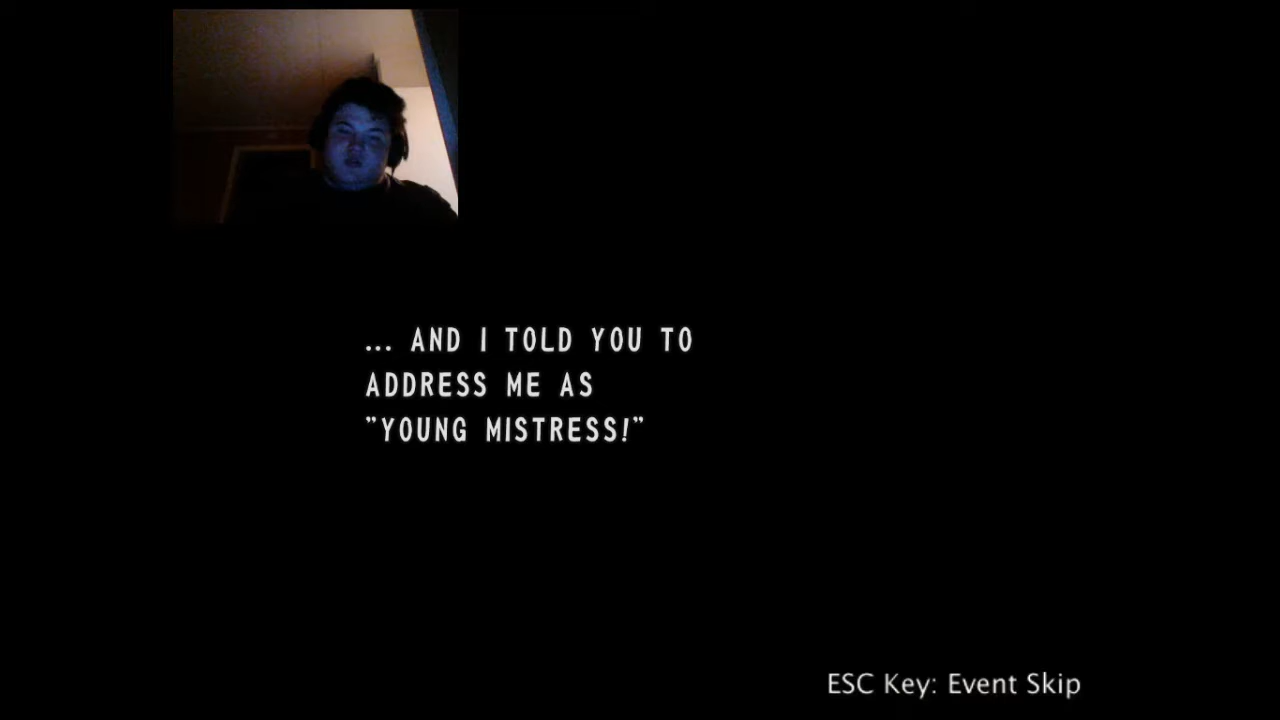 ... AND I TOLD YOU TO
ADDRESS ME AS
"YOUNG MISTRESS!"
ESC Key: Event Skip